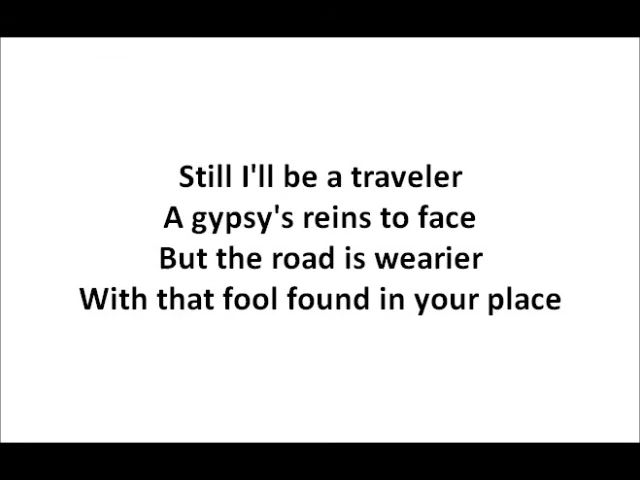 Still I'll be a traveler
A gypsy's reins to face
But the road is wearier
With that fool found in your place